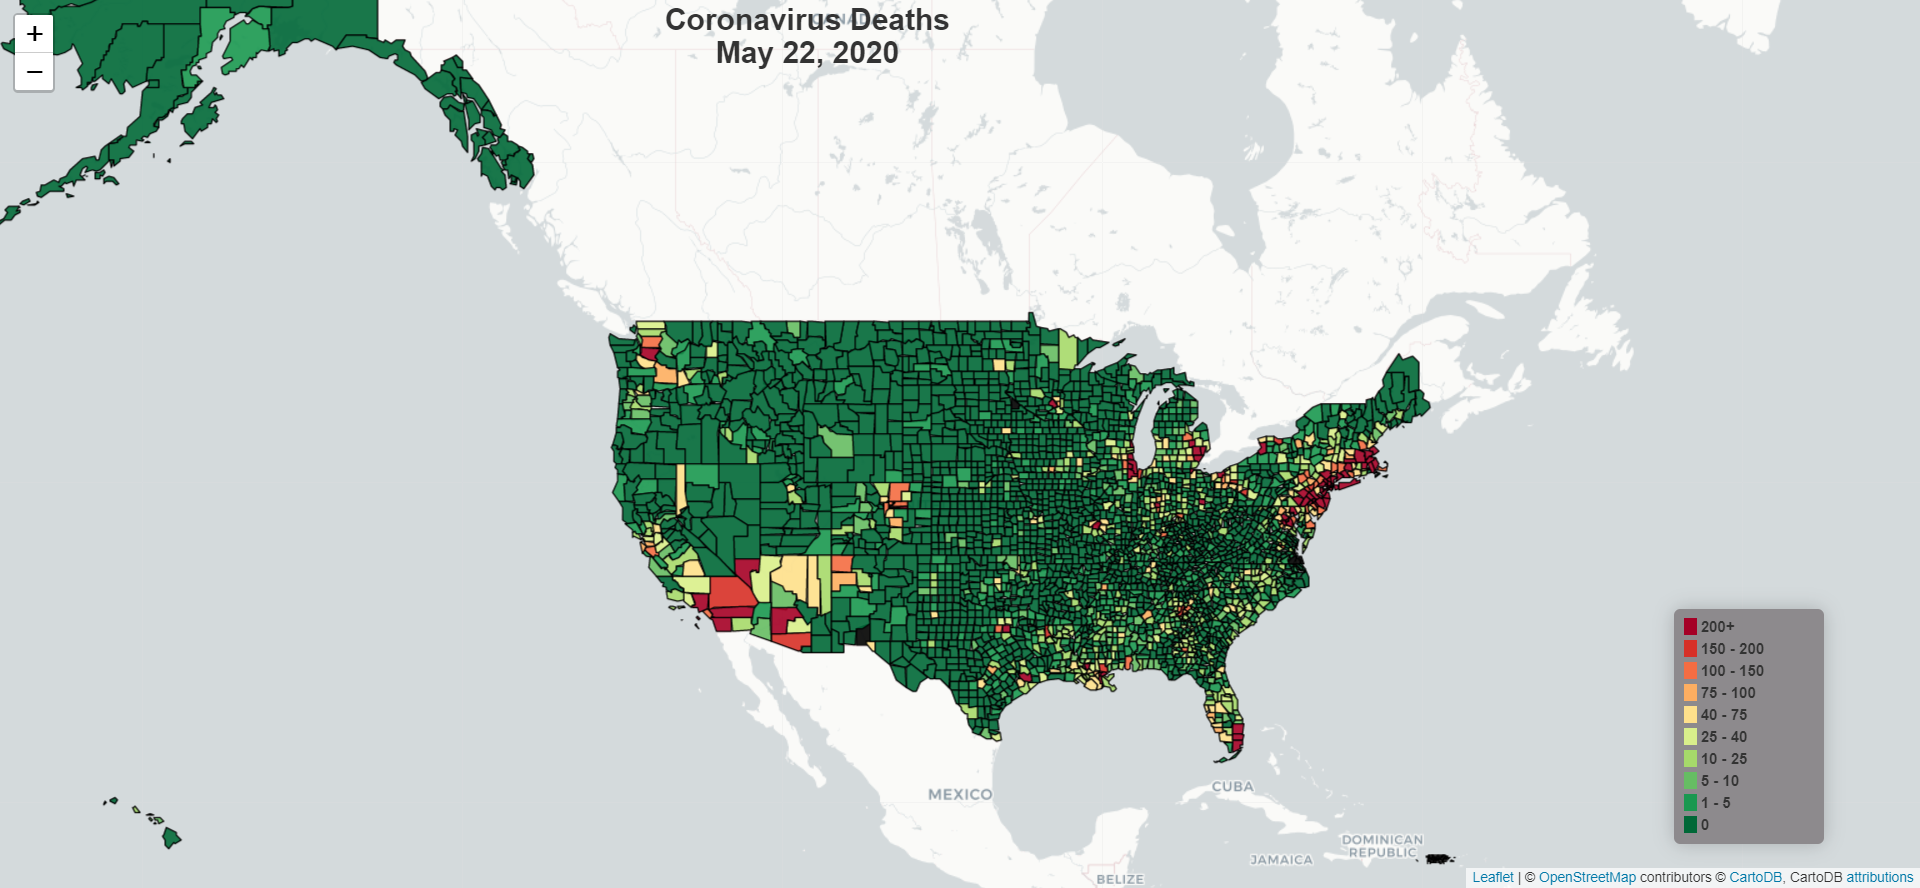 +
−
CANADA
Coronavirus Deaths
May 22, 2020
200+
150 - 200
100 - 150
75 - 100
40 - 75
25 - 40
10 - 25
5 - 10
1 - 5
0
MEXICO
CUBA
DOMINICAN
REPUBLIC
JAMAICA
BELIZE
Leaflet | © OpenStreetMap contributors © CartoDB, CartoDB attributions